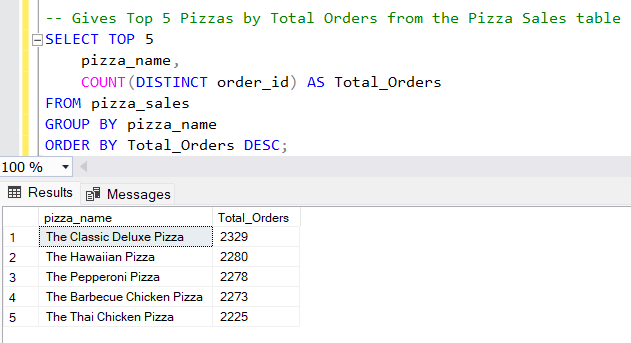 -- Gives Top 5 Pizzas by Total Orders from the Pizza Sales table
SELECT TOP 5
pizza_name,
COUNT(DISTINCT order_id) AS Total_Orders
FROM pizza_sales
GROUP BY pizza_name
ORDER BY Total_Orders DESC;
100 %
Results Messages
pizza_name Total_Orders
1 The Classic Deluxe Pizza 2329
2 The Hawaiian Pizza 2280
3 The Pepperoni Pizza 2278
4 The Barbecue Chicken Pizza 2273
5 The Thai Chicken Pizza 2225